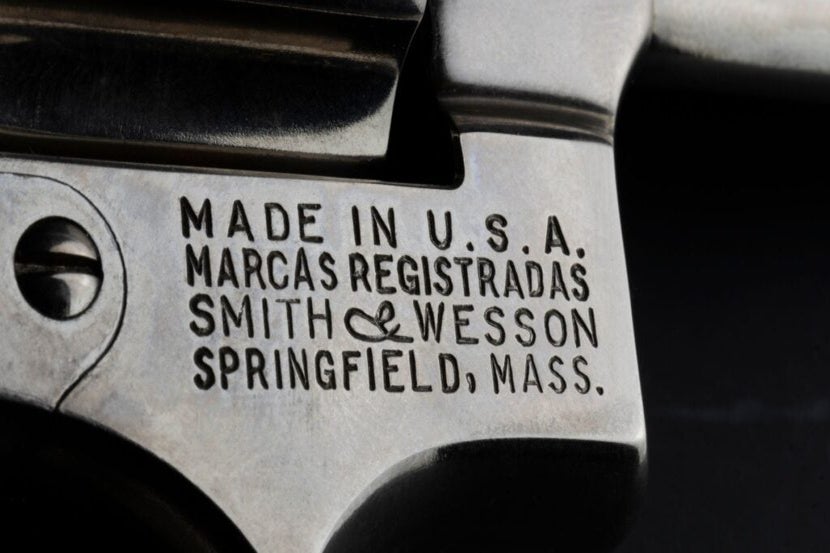 MADE IN U.S.A.
MARCAS REGISTRADAS
SMITH & WESSON
SPRINGFIELD, MASS.